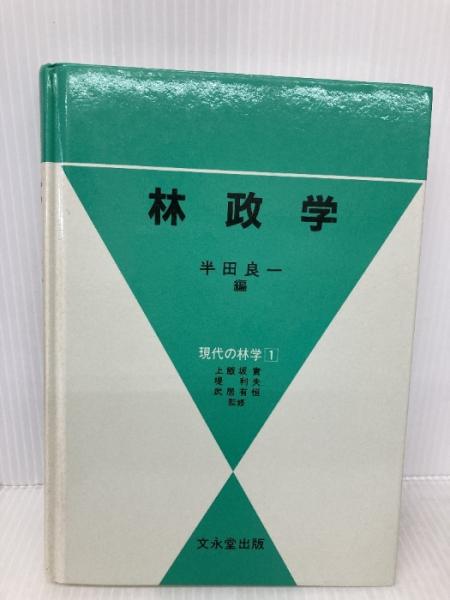 林政学
半田良一
編
現代の林学1
上飯坂實
堤利夫
武居有恒
監修
文永堂出版